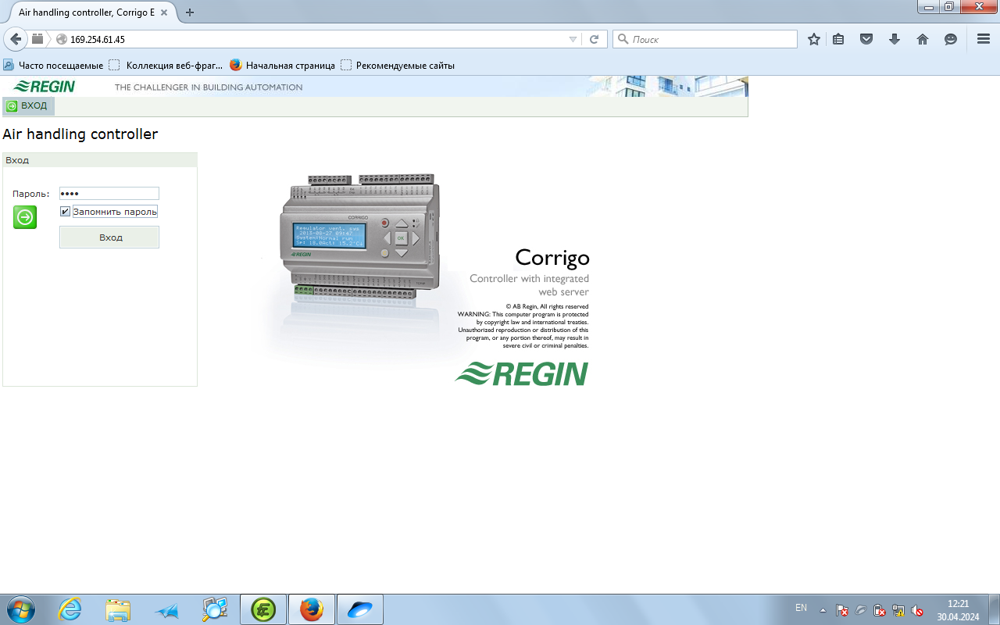 Air handling controller, Corrigo E
169.254.61.45
Поиск
Часто посещаемые
Коллекция веб-фраг...
Начальная страница
Рекомендуемые сайты
REGIN
THE CHALLENGER IN BUILDING AUTOMATION
ВХОД
Air handling controller
Вход
Пароль:
Запомнить пароль
Вход
CORRIGO
Regulator vent. sys
2013-06-27 09:47
System:Normal run
Sp: 18.0Act: 15.2°C
OK
REGIN
Corrigo
Controller with integrated
web server
© AB Regin, All rights reserved
WARNING: This computer program is protected
by copyright law and international treaties.
Unauthorized reproduction or distribution of this
program, or any portion thereof, may result in
severe civil or criminal penalties.
REGIN
EN
12:21
30.04.2024